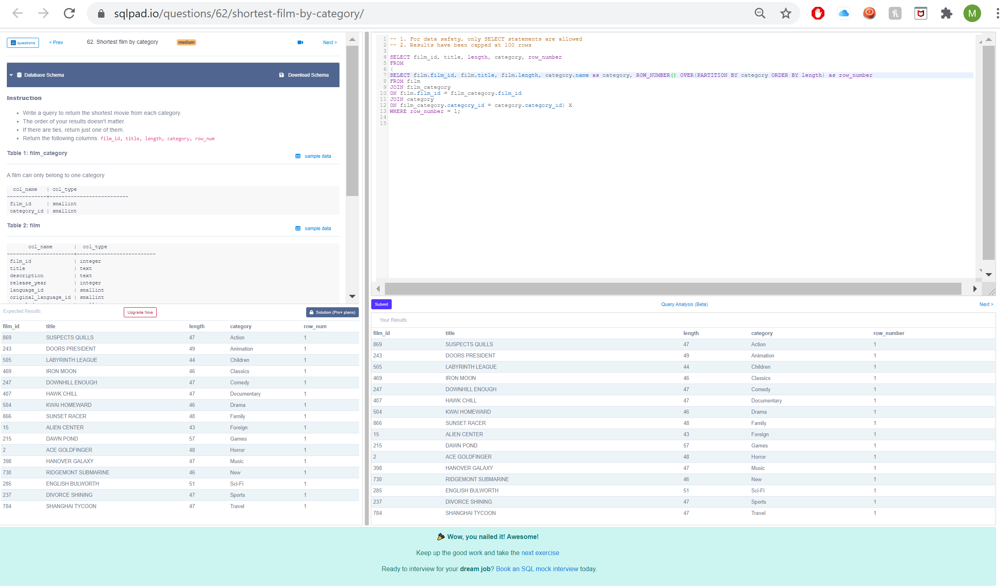 sqlpad.io/questions/62/shortest-film-by-category/
M
questions
< Prev
62. Shortest film by category
medium
Next >
Database Schema
Download Schema
Instruction
• Write a query to return the shortest movie from each category.
• The order of your results doesn't matter.
• If there are ties, return just one of them.
• Return the following columns: film_id, title, length, category, row_num
Table 1: film_category
sample data
A film can only belong to one category
col_name | col_type
-------------+--------------------------
film_id | smallint
category_id | smallint
Table 2: film
sample data
col_name | col_type
----------------------+--------------------------
film_id | integer
title | text
description | text
release_year | integer
language_id | smallint
original_language_id | smallint
Expected Results
Upgrade Now
Solution (Pro+ plans)
film_id title length category row_num
869 SUSPECTS QUILLS 47 Action 1
243 DOORS PRESIDENT 49 Animation 1
505 LABYRINTH LEAGUE 44 Children 1
469 IRON MOON 46 Classics 1
247 DOWNHILL ENOUGH 47 Comedy 1
407 HAWK CHILL 47 Documentary 1
504 KWAI HOMEWARD 46 Drama 1
866 SUNSET RACER 48 Family 1
15 ALIEN CENTER 43 Foreign 1
215 DAWN POND 57 Games 1
2 ACE GOLDFINGER 48 Horror 1
398 HANOVER GALAXY 47 Music 1
730 RIDGEMONT SUBMARINE 46 New 1
285 ENGLISH BULWORTH 51 Sci-Fi 1
237 DIVORCE SHINING 47 Sports 1
784 SHANGHAI TYCOON 47 Travel 1
1 -- 1. For data safety, only SELECT statements are allowed
2 -- 2. Results have been capped at 100 rows
3
4 SELECT film_id, title, length, category, row_number
5 FROM
6 (
7 SELECT film.film_id, film.title, film.length, category.name as category, ROW_NUMBER() OVER(PARTITION BY category ORDER BY length) as row_number
8 FROM film
9 JOIN film_category
10 ON film.film_id = film_category.film_id
11 JOIN category
12 ON film_category.category_id = category.category_id) X
13 WHERE row_number = 1;
14
15
Submit
Query Analysis (Beta)
Next >
Your Results
film_id title length category row_number
869 SUSPECTS QUILLS 47 Action 1
243 DOORS PRESIDENT 49 Animation 1
505 LABYRINTH LEAGUE 44 Children 1
469 IRON MOON 46 Classics 1
247 DOWNHILL ENOUGH 47 Comedy 1
407 HAWK CHILL 47 Documentary 1
504 KWAI HOMEWARD 46 Drama 1
866 SUNSET RACER 48 Family 1
15 ALIEN CENTER 43 Foreign 1
215 DAWN POND 57 Games 1
2 ACE GOLDFINGER 48 Horror 1
398 HANOVER GALAXY 47 Music 1
730 RIDGEMONT SUBMARINE 46 New 1
285 ENGLISH BULWORTH 51 Sci-Fi 1
237 DIVORCE SHINING 47 Sports 1
784 SHANGHAI TYCOON 47 Travel 1
🎉 Wow, you nailed it! Awesome!
Keep up the good work and take the next exercise
Ready to interview for your dream job? Book an SQL mock interview today.